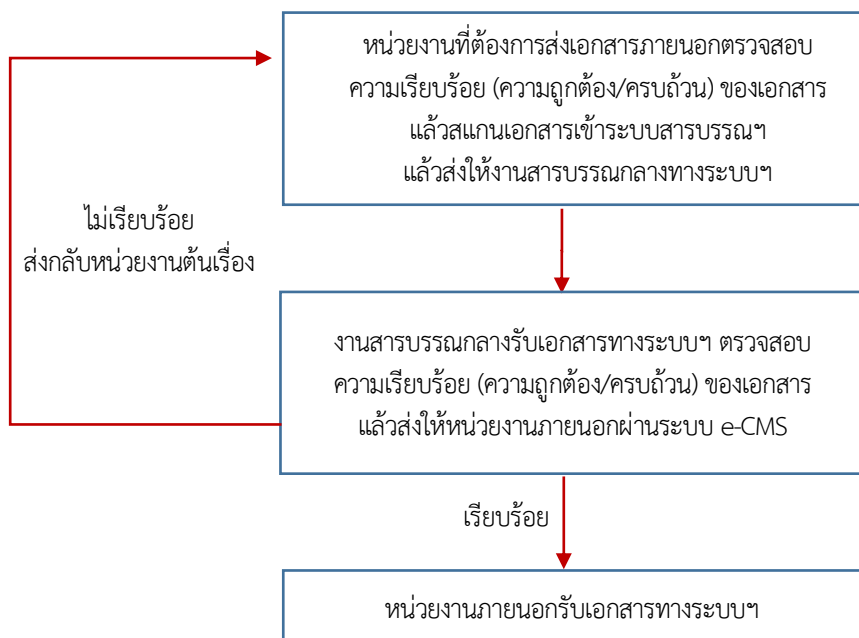 หน่วยงานที่ต้องการส่งเอกสารภายนอกตรวจสอบ
ความเรียบร้อย (ความถูกต้อง/ครบถ้วน) ของเอกสาร
แล้วสแกนเอกสารเข้าระบบสารบรรณฯ
แล้วส่งให้งานสารบรรณกลางทางระบบฯ
ไม่เรียบร้อย
ส่งกลับหน่วยงานต้นเรื่อง
งานสารบรรณกลางรับเอกสารทางระบบฯ ตรวจสอบ
ความเรียบร้อย (ความถูกต้อง/ครบถ้วน) ของเอกสาร
แล้วส่งให้หน่วยงานภายนอกผ่านระบบ e-CMS
เรียบร้อย
หน่วยงานภายนอกรับเอกสารทางระบบฯ